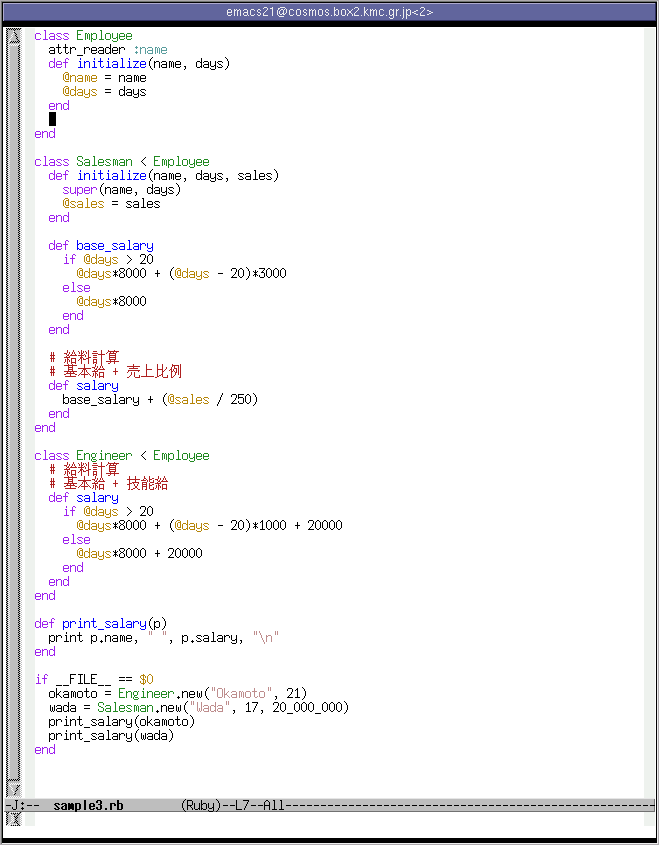 emacs21@cosmos.box2.kmc.gr.jp<2>
class Employee
  attr_reader :name
  def initialize(name, days)
    @name = name
    @days = days
  end
end
class Salesman < Employee
  def initialize(name, days, sales)
    super(name, days)
    @sales = sales
  end
  def base_salary
    if @days > 20
      @days*8000 + (@days - 20)*3000
    else
      @days*8000
    end
  end
  # 給料計算
  # 基本給 + 売上比例
  def salary
    base_salary + (@sales / 250)
  end
end
class Engineer < Employee
  # 給料計算
  # 基本給 + 技能給
  def salary
    if @days > 20
      @days*8000 + (@days - 20)*1000 + 20000
    else
      @days*8000 + 20000
    end
  end
end
def print_salary(p)
  print p.name, " ", p.salary, "\n"
end
if __FILE__ == $0
  okamoto = Engineer.new("Okamoto", 21)
  wada = Salesman.new("Wada", 17, 20_000_000)
  print_salary(okamoto)
  print_salary(wada)
end
-J:--  sample3.rb        (Ruby)--L7--All-----------------------------------------------------